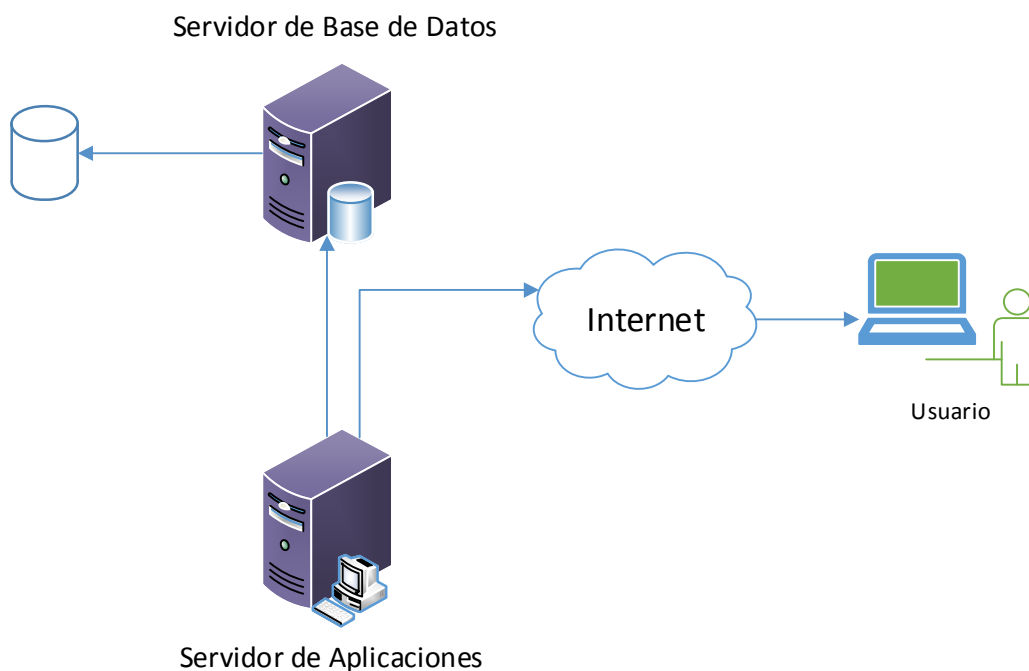 Servidor de Base de Datos
Internet
Usuario
Servidor de Aplicaciones